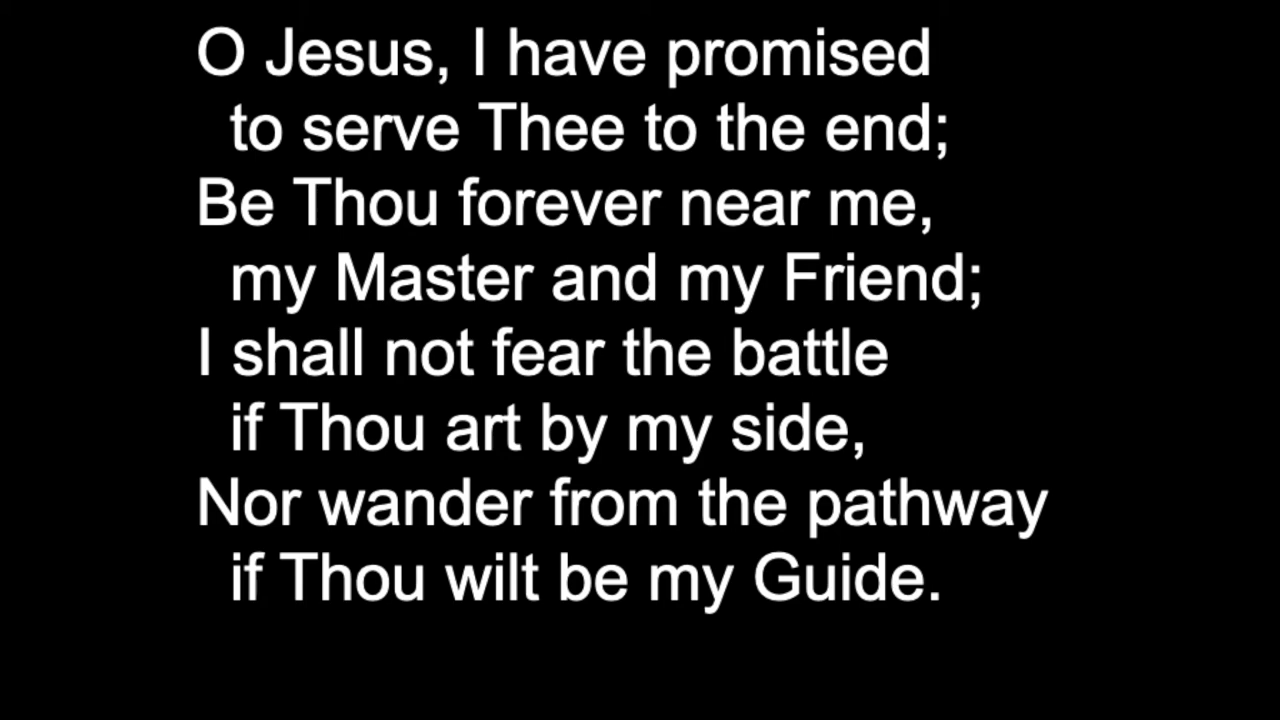 O Jesus, I have promised
to serve Thee to the end;
Be Thou forever near me,
my Master and my Friend;
I shall not fear the battle
if Thou art by my side,
Nor wander from the pathway
if Thou wilt be my Guide.